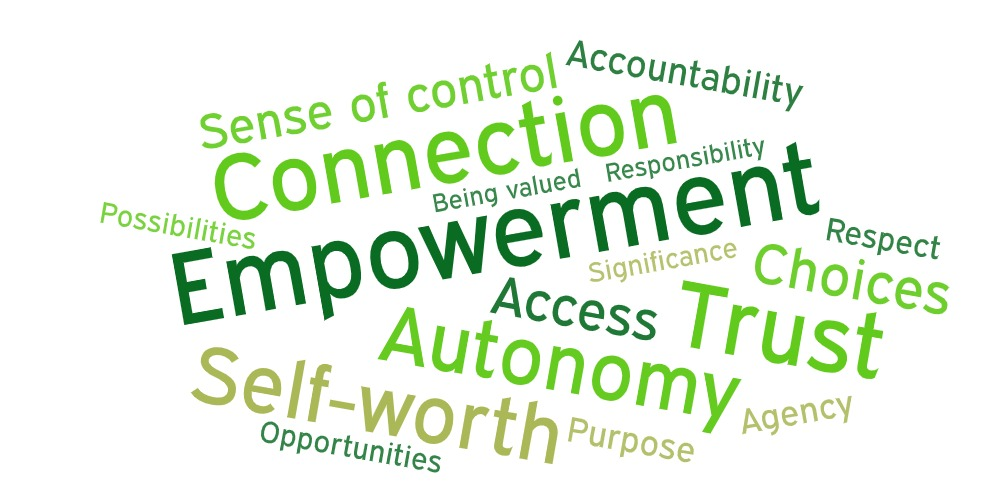 Accountability
Sense of control
Connection
Responsibility
Being valued
Possibilities
Empowerment
Respect
Significance
Choices
Access
Trust
Autonomy
Self-worth
Agency
Purpose
Opportunities